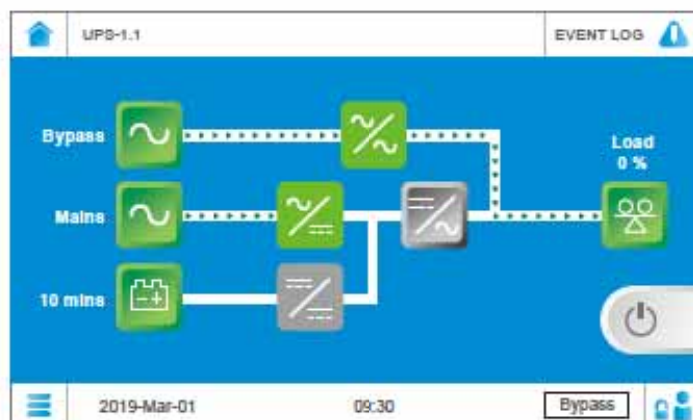 UPS-1.1
EVENT LOG
Bypass
Load
0 %
Mains
10 mins
2019-Mar-01
09:30
Bypass